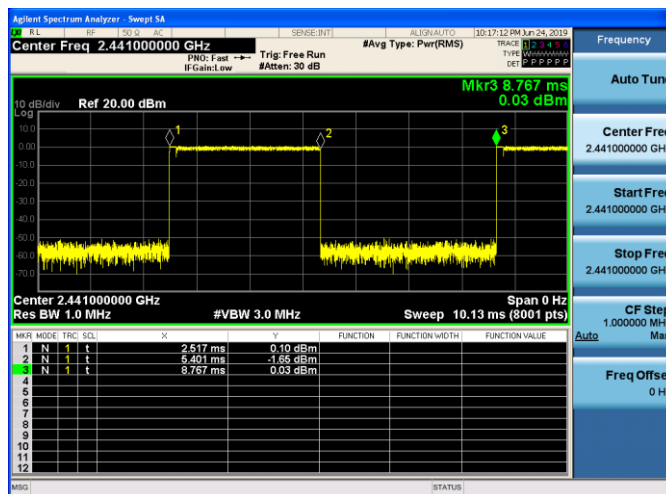 Agilent Spectrum Analyzer - Swept SA
RL RF 50 Ω AC SENSE:INT ALIGNAUTO 10:17:12 PM Jun 24, 2019
Center Freq 2.441000000 GHz #Avg Type: Pwr(RMS) TRACE 1 2 3 4 5 6
PNO: Fast Trig: Free Run TYPE
IFGain:Low #Atten: 30 dB DET P P P P P P
Mkr3 8.767 ms
0.03 dBm
10 dB/div Ref 20.00 dBm
Log
10.0
0.00
-10.0
-20.0
-30.0
-40.0
-50.0
-60.0
-70.0
1
2
3
Center 2.441000000 GHz Span 0 Hz
Res BW 1.0 MHz #VBW 3.0 MHz Sweep 10.13 ms (8001 pts)
MKR MODE TRC SCL X Y FUNCTION FUNCTION WIDTH FUNCTION VALUE
1 N 1 t 2.517 ms 0.10 dBm
2 N 1 t 5.401 ms -1.65 dBm
3 N 1 t 8.767 ms 0.03 dBm
4
5
6
7
8
9
10
11
12
MSG STATUS
Frequency
Auto Tun
Center Fre
2.441000000 GH
Start Fre
2.441000000 GH
Stop Fre
2.441000000 GH
CF Step
1.000000 MH
Auto Ma
Freq Offse
0 H